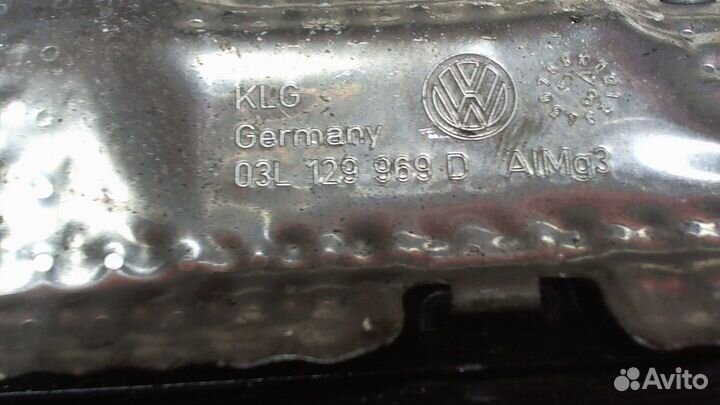 KLG
Germany
03L 129 969 D AlMg3
Avito